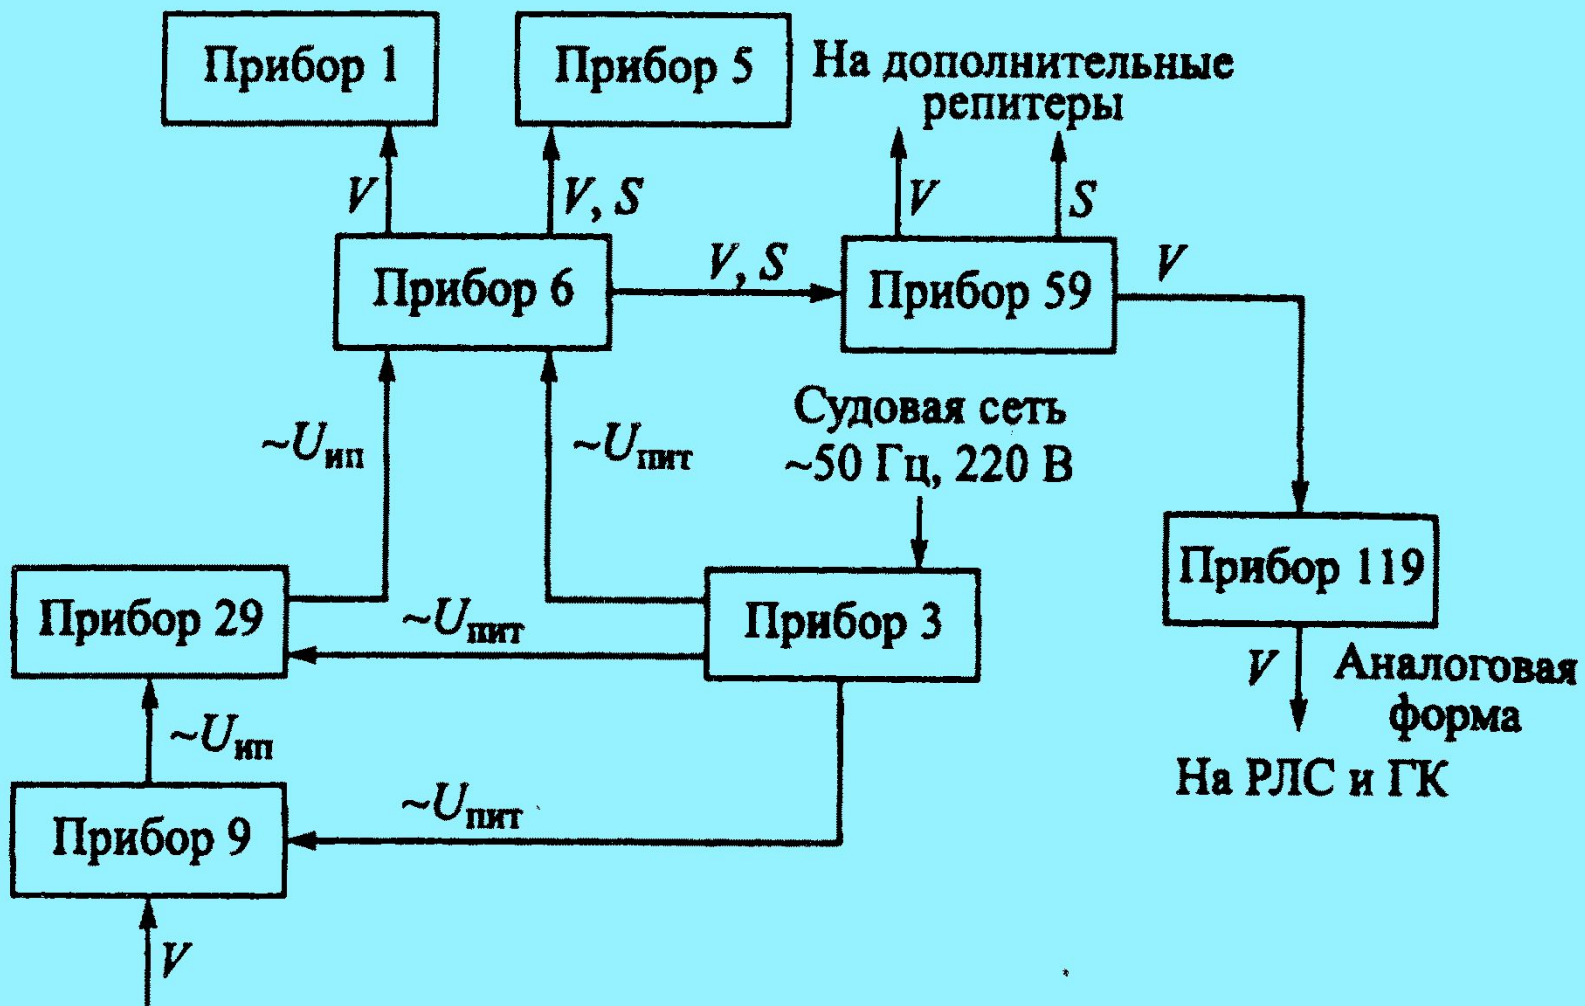 Прибор 1
Прибор 5
На дополнительные
репитеры
V
V, S
V
S
Прибор 6
V, S
Прибор 59
V
~Uип
~Uпит
Судовая сеть
~50 Гц, 220 В
Прибор 29
~Uпит
Прибор 3
Прибор 119
~Uип
V
Аналоговая
форма
На РЛС и ГК
Прибор 9
~Uпит
V